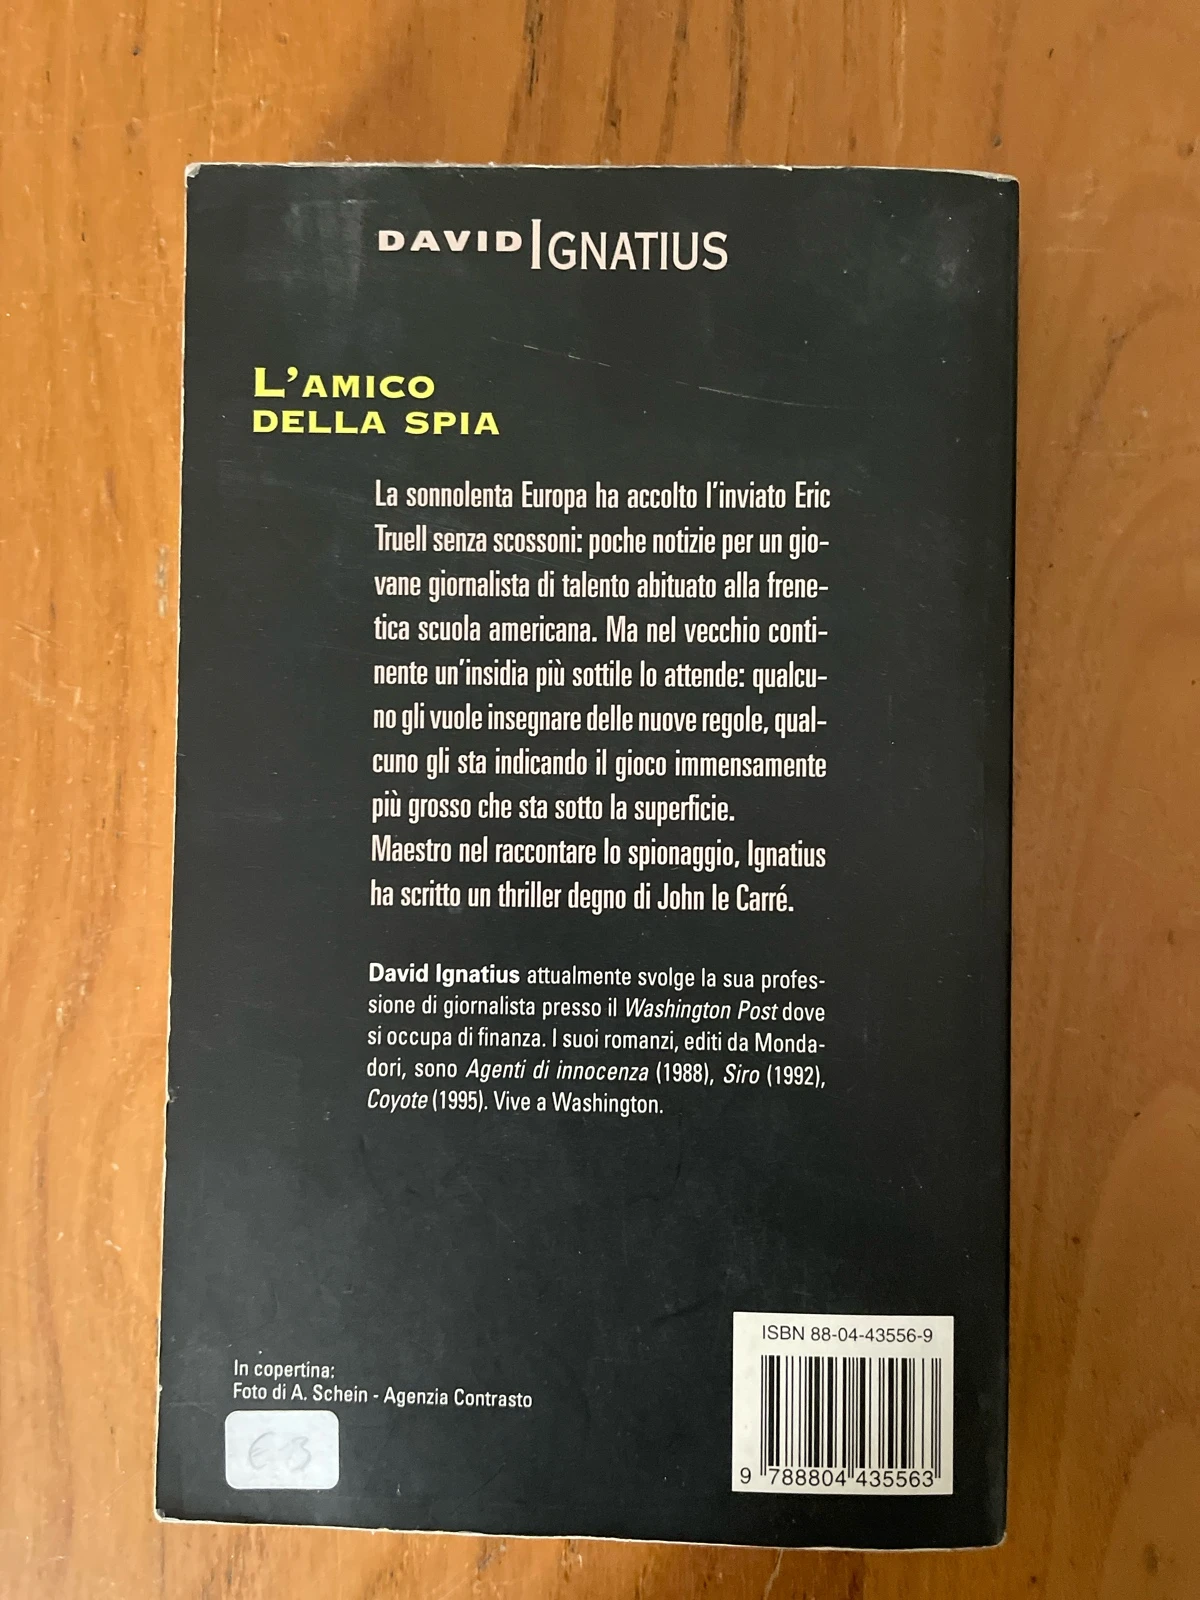 DAVID IGNATIUS
L'AMICO
DELLA SPIA
La sonnolenta Europa ha accolto l'inviato Eric
Truell senza scossoni: poche notizie per un gio-
vane giornalista di talento abituato alla frene-
tica scuola americana. Ma nel vecchio conti-
nente un'insidia più sottile lo attende: qualcu-
no gli vuole insegnare delle nuove regole, qual-
cuno gli sta indicando il gioco immensamente
più grosso che sta sotto la superficie.
Maestro nel raccontare lo spionaggio, Ignatius
ha scritto un thriller degno di John le Carré.
David Ignatius attualmente svolge la sua profes-
sione di giornalista presso il Washington Post dove
si occupa di finanza. I suoi romanzi, editi da Monda-
dori, sono Agenti di innocenza (1988), Siro (1992),
Coyote (1995). Vive a Washington.
In copertina:
Foto di A. Schein - Agenzia Contrasto
ISBN 88-04-43556-9
9 788804 435563